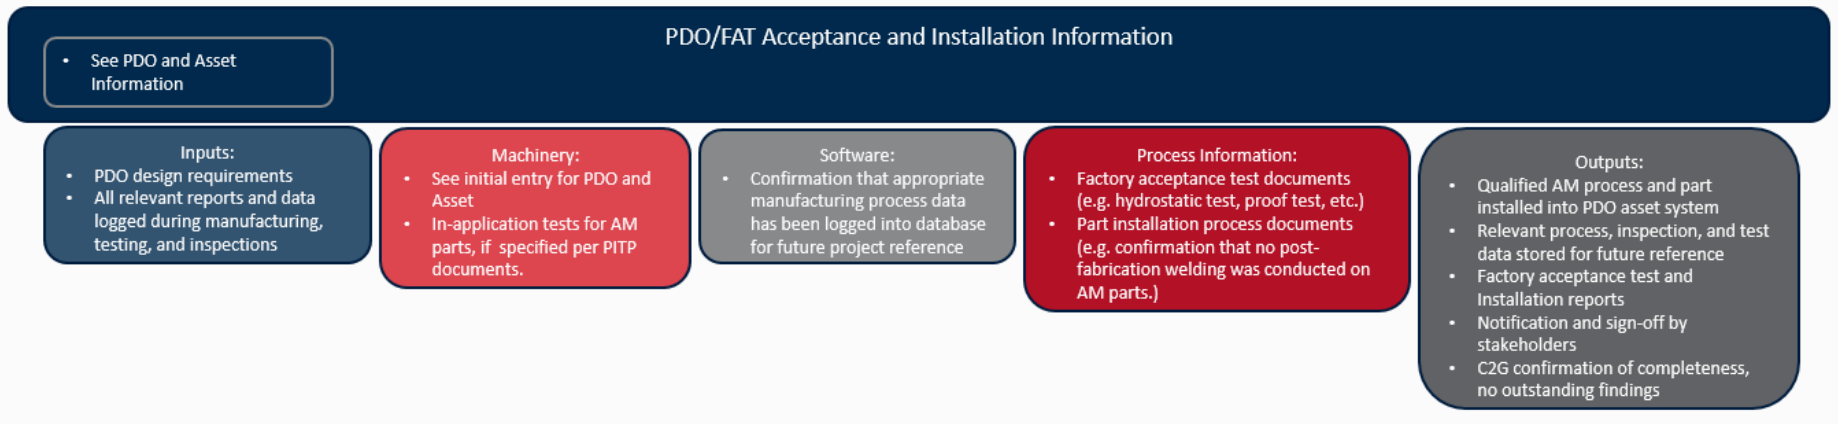 PDO/FAT Acceptance and Installation Information
• See PDO and Asset
Information
Inputs:
• PDO design requirements
• All relevant reports and data
logged during manufacturing,
testing, and inspections
Machinery:
• See initial entry for PDO and
Asset
• In-application tests for AM
parts, if specified per PITP
documents.
Software:
• Confirmation that appropriate
manufacturing process data
has been logged into database
for future project reference
Process Information:
• Factory acceptance test documents
(e.g. hydrostatic test, proof test, etc.)
• Part installation process documents
(e.g. confirmation that no post-
fabrication welding was conducted on
AM parts.)
Outputs:
• Qualified AM process and part
installed into PDO asset system
• Relevant process, inspection, and test
data stored for future reference
• Factory acceptance test and
Installation reports
• Notification and sign-off by
stakeholders
• C2G confirmation of completeness,
no outstanding findings